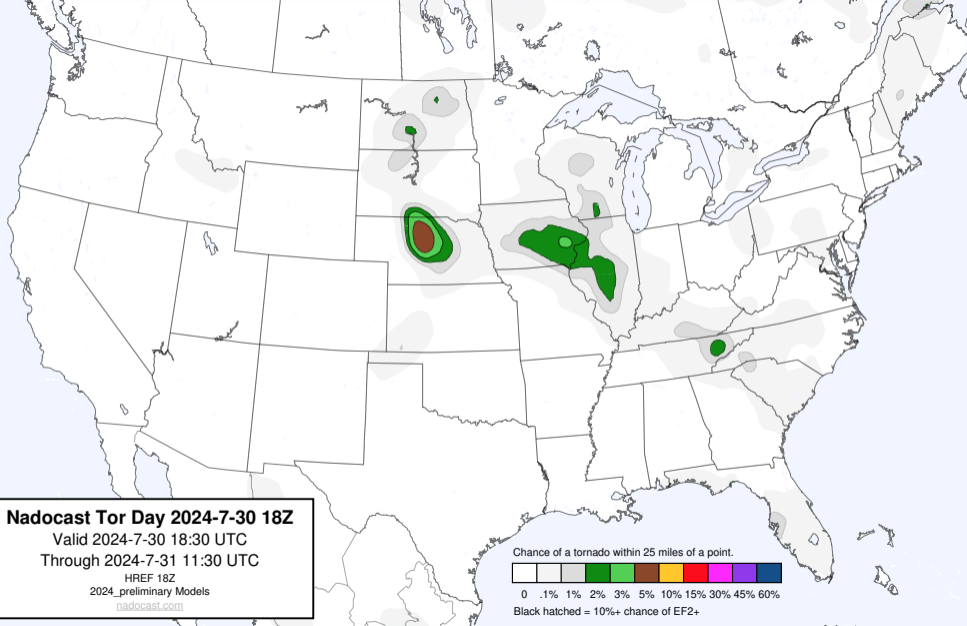 Nadocast Tor Day 2024-7-30 18Z
Valid 2024-7-30 18:30 UTC
Through 2024-7-31 11:30 UTC
HREF 18Z
2024_preliminary Models
nadocast.com
Chance of a tornado within 25 miles of a point.
0 .1% 1% 2% 3% 5% 10% 15% 30% 45% 60%
Black hatched = 10%+ chance of EF2+